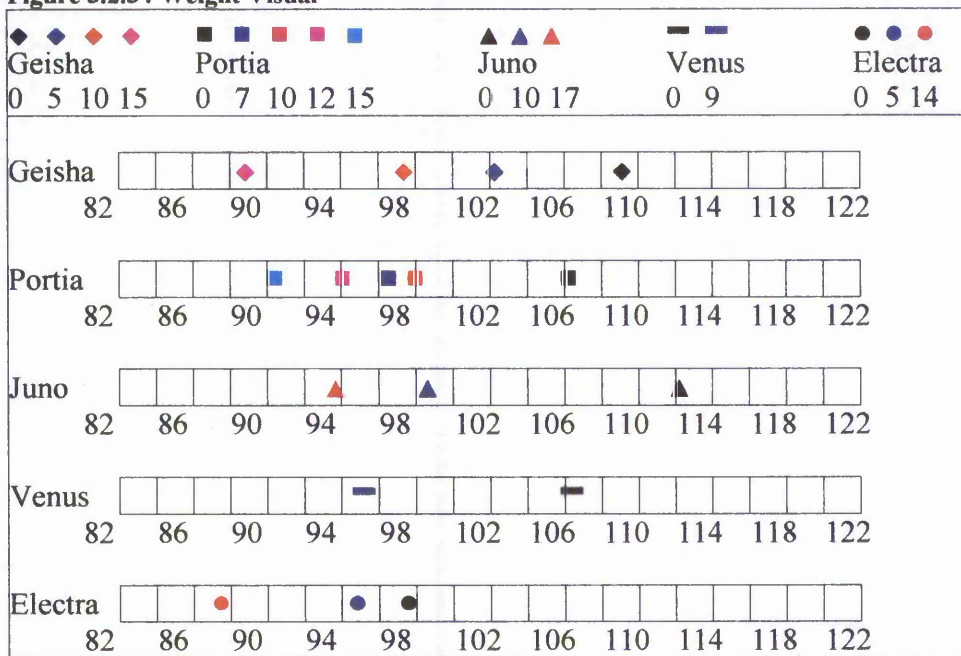 Figure 3.2.3 : Weight Visual
Geisha Portia Juno Venus Electra
0 5 10 15 0 7 10 12 15 0 10 17 0 9 0 5 14
Geisha
82 86 90 94 98 102 106 110 114 118 122
Portia
82 86 90 94 98 102 106 110 114 118 122
Juno
82 86 90 94 98 102 106 110 114 118 122
Venus
82 86 90 94 98 102 106 110 114 118 122
Electra
82 86 90 94 98 102 106 110 114 118 122